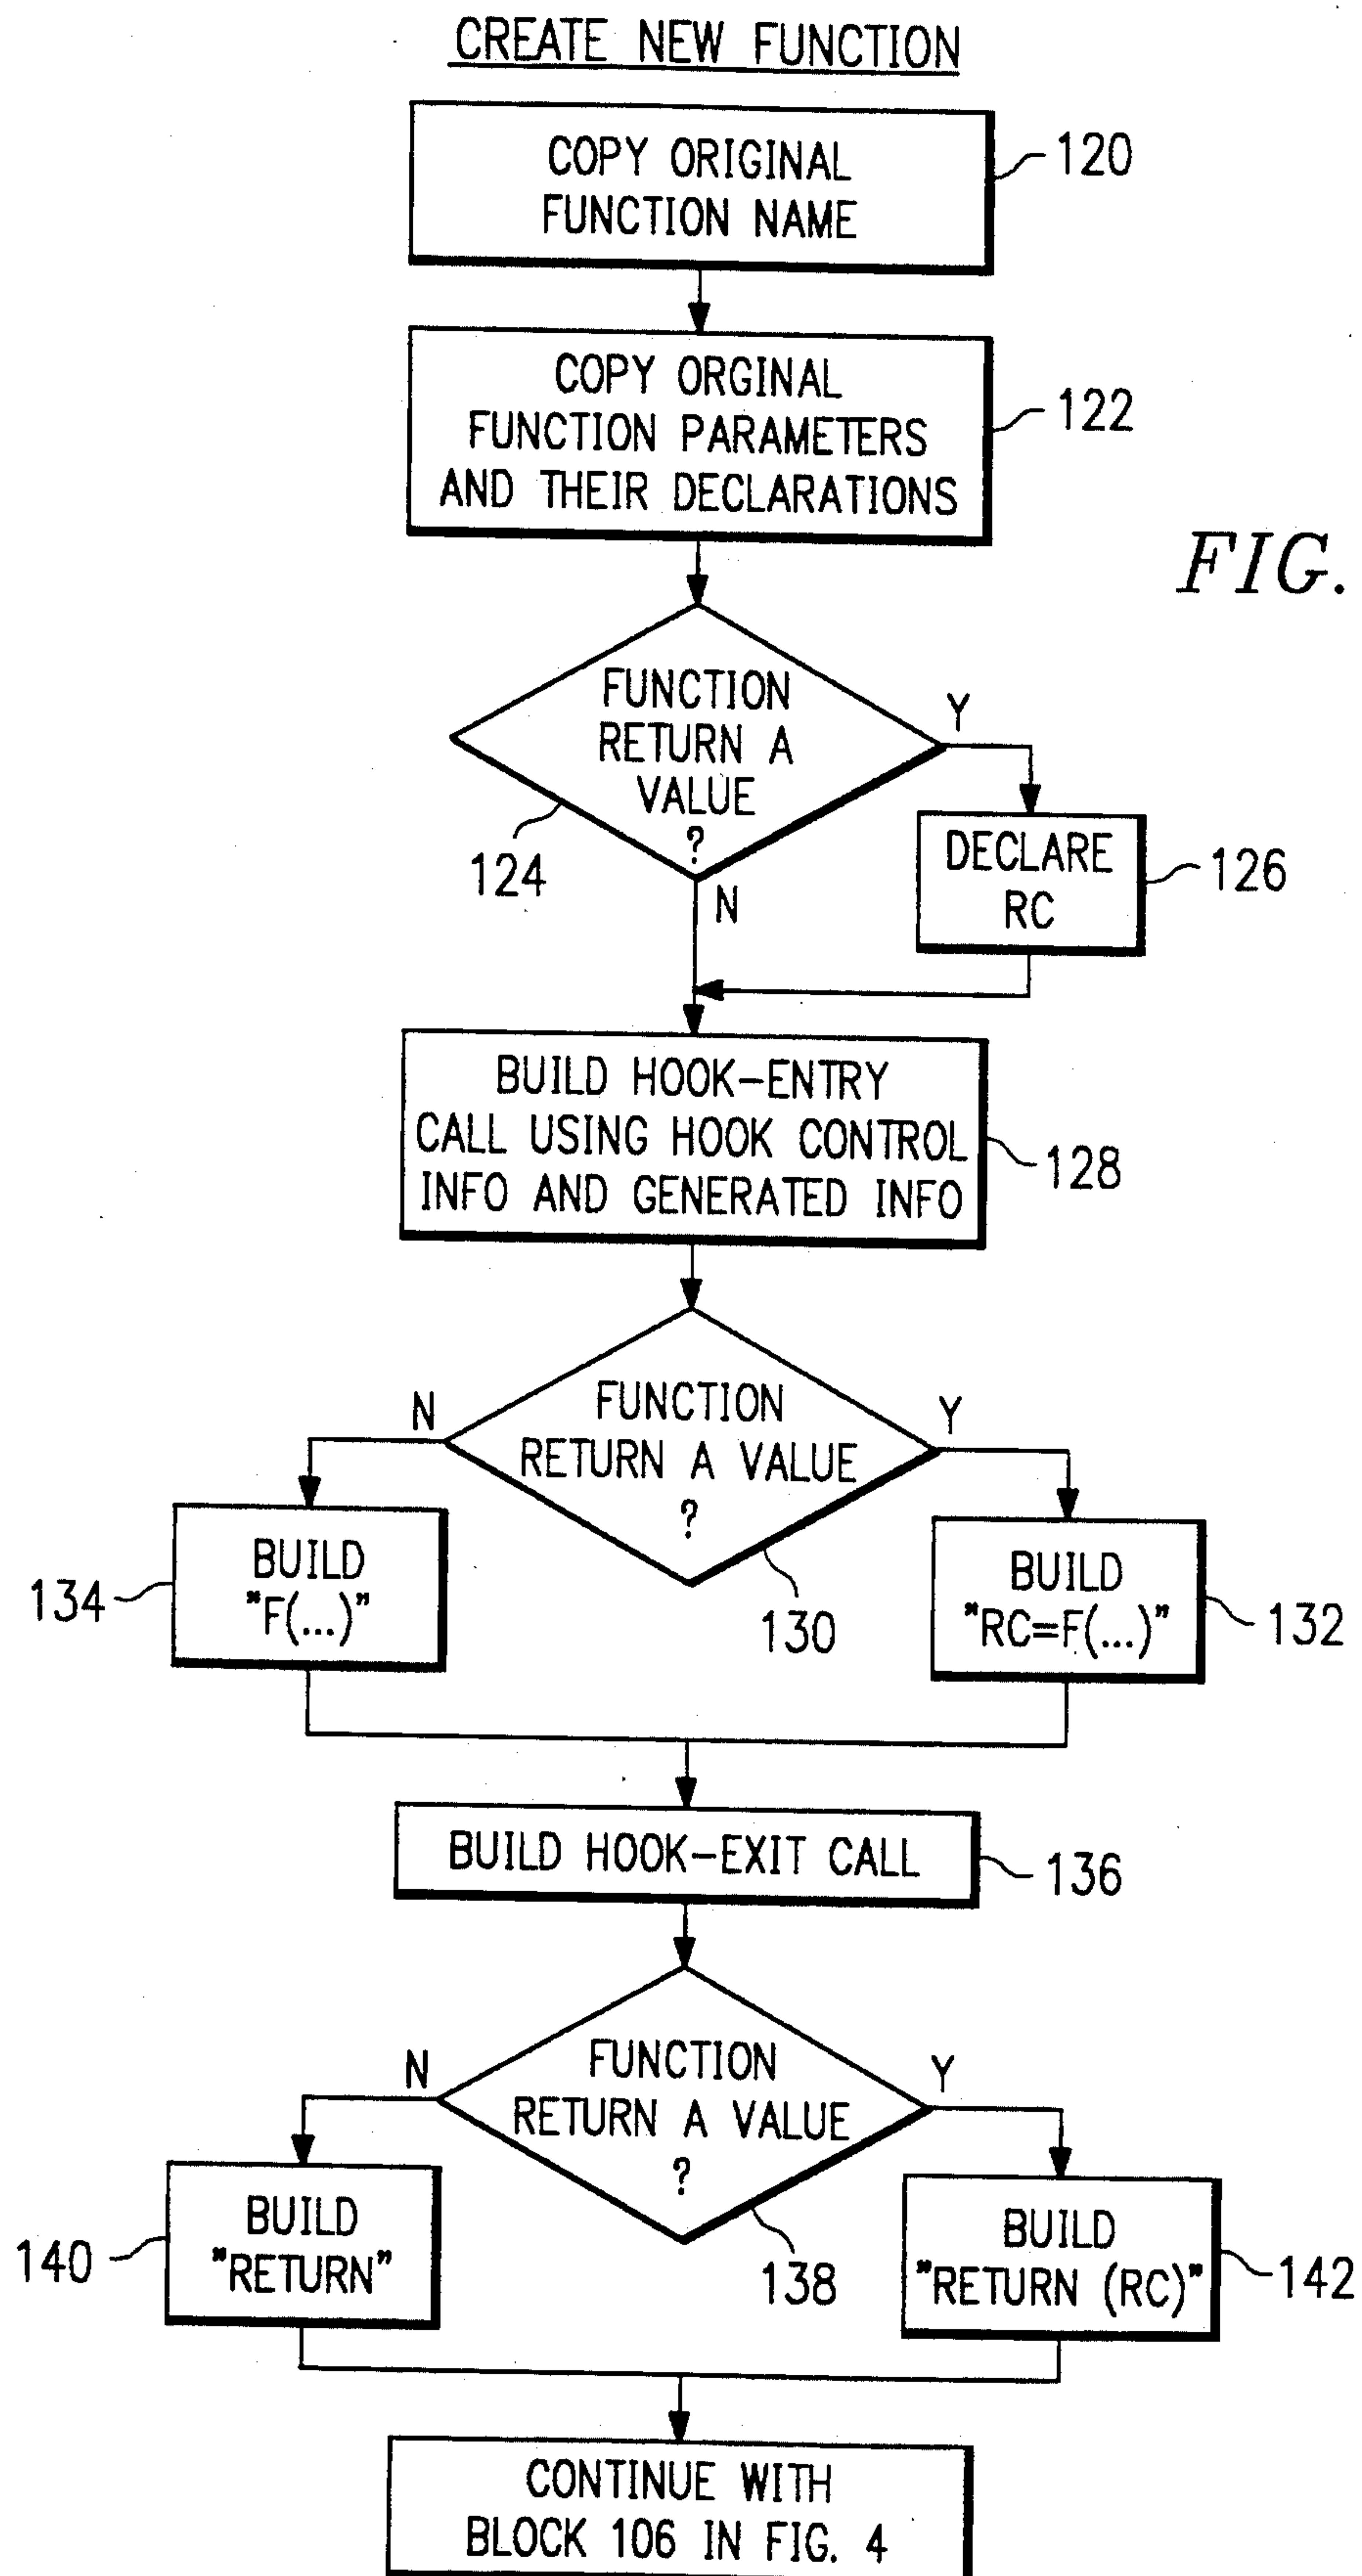 CREATE NEW FUNCTION
COPY ORIGINAL
FUNCTION NAME
120
COPY ORGINAL
FUNCTION PARAMETERS
AND THEIR DECLARATIONS
122
FIG.
FUNCTION
RETURN A
VALUE
?
Y
124
N
DECLARE
RC
126
BUILD HOOK-ENTRY
CALL USING HOOK CONTROL
INFO AND GENERATED INFO
128
N
FUNCTION
RETURN A VALUE
?
Y
130
134
BUILD
"F(...)"
BUILD
"RC=F(...)"
132
BUILD HOOK-EXIT CALL
136
N
FUNCTION
RETURN A VALUE
?
Y
138
140
BUILD
"RETURN"
BUILD
"RETURN (RC)"
142
CONTINUE WITH
BLOCK 106 IN FIG. 4